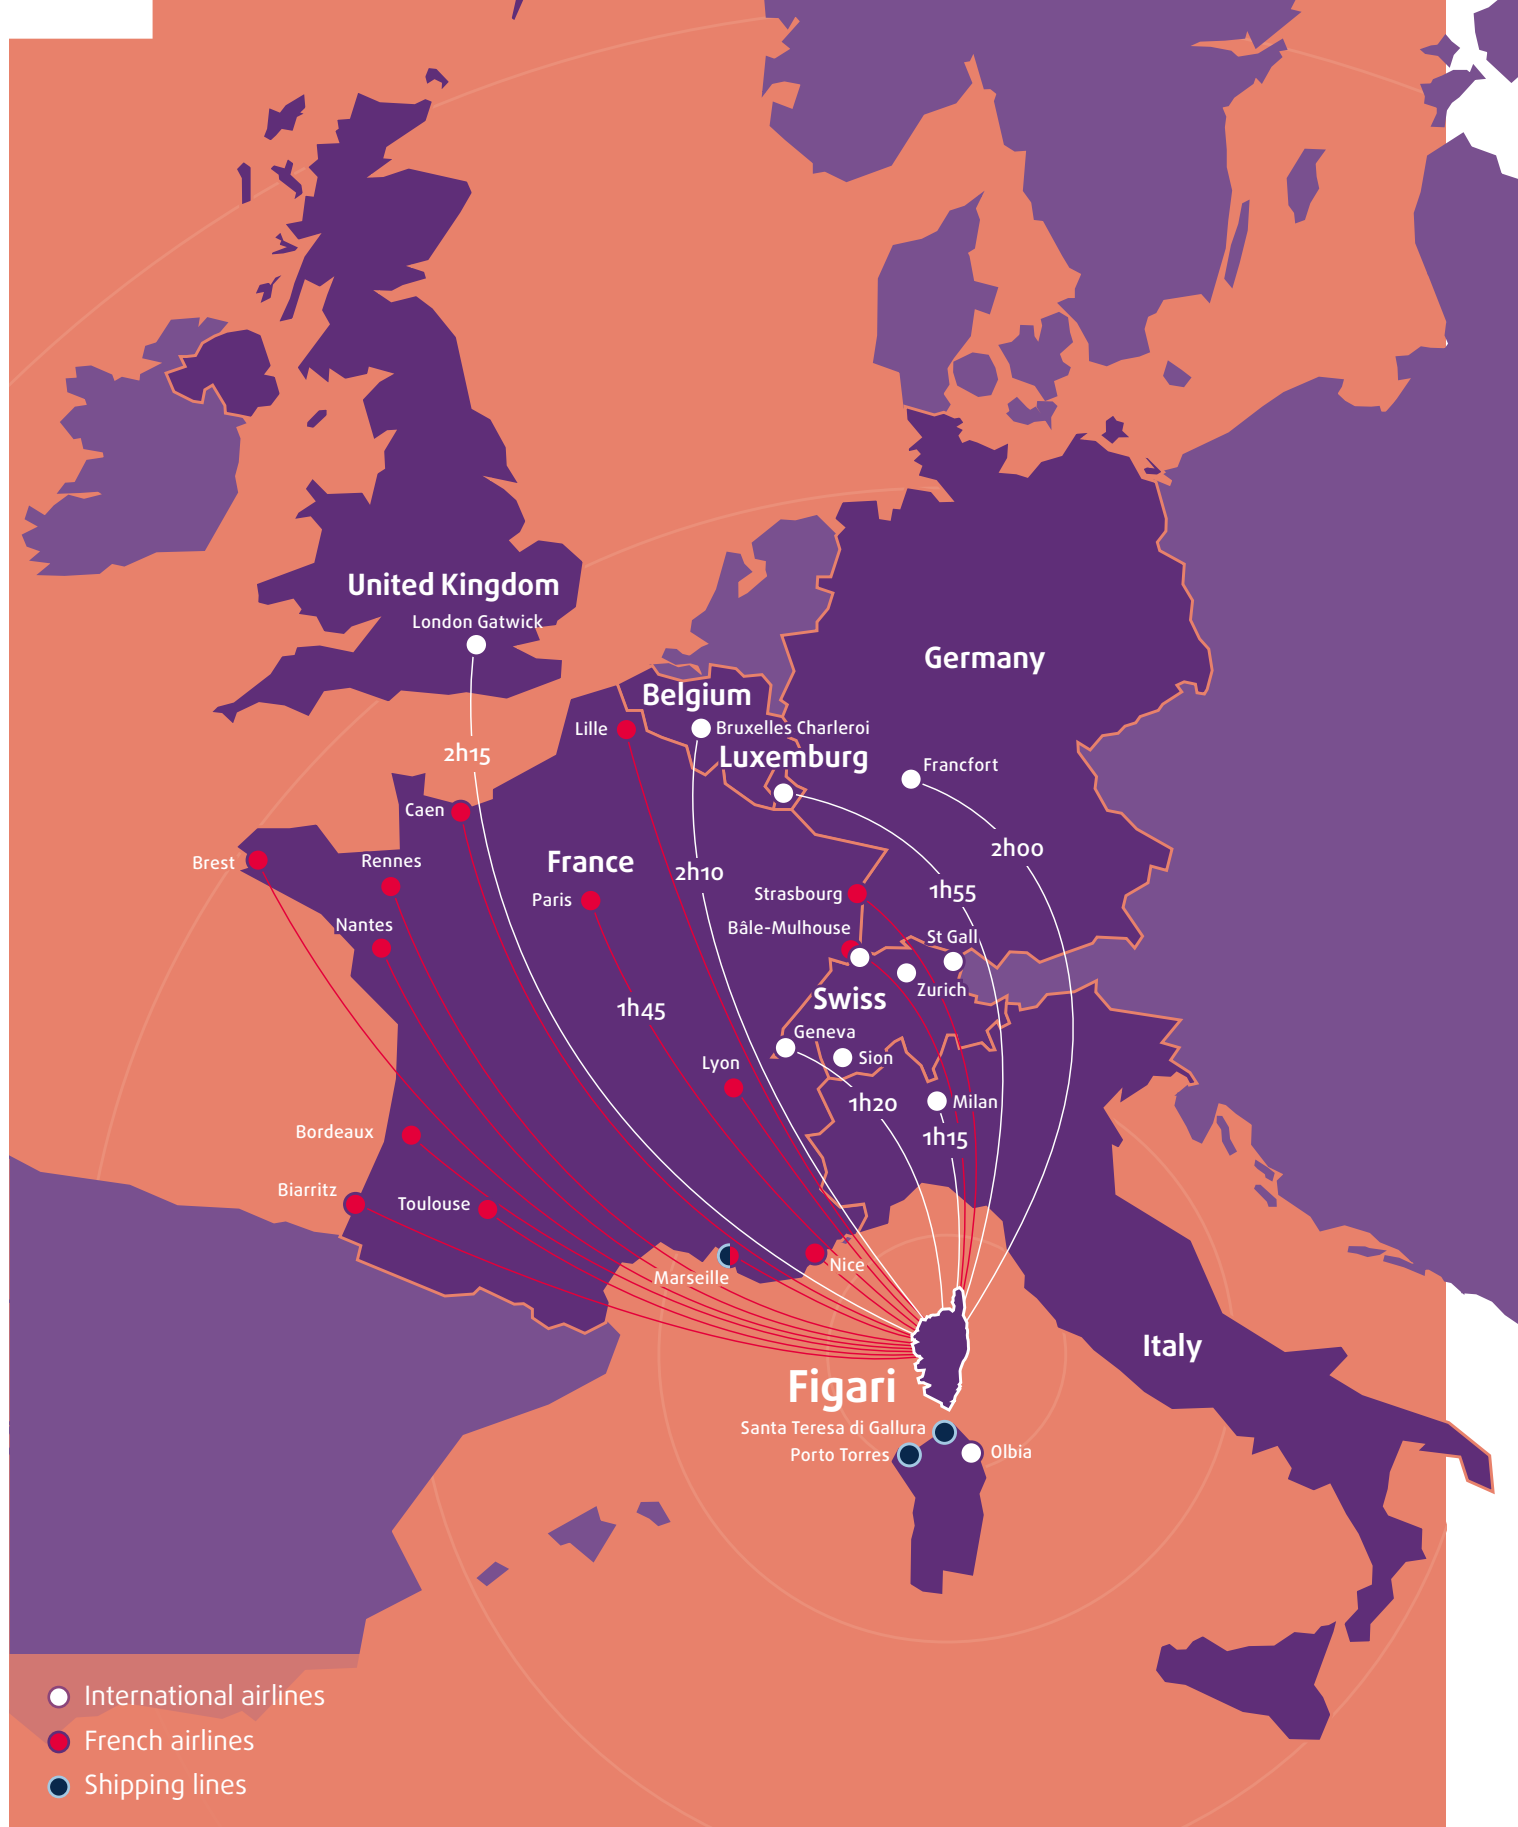 United Kingdom
London Gatwick
Germany
Belgium
Lille
Bruxelles Charleroi
2h15
Luxemburg
Francfort
Caen
2h00
Brest
Rennes
France
2h10
1h55
Paris
Strasbourg
Nantes
Bâle-Mulhouse
St Gall
Zurich
Swiss
1h45
Geneva
Lyon
Sion
1h20
Milan
Bordeaux
1h15
Biarritz
Toulouse
Nice
Marseille
Italy
Figari
Santa Teresa di Gallura
Porto Torres
Olbia
International airlines
French airlines
Shipping lines